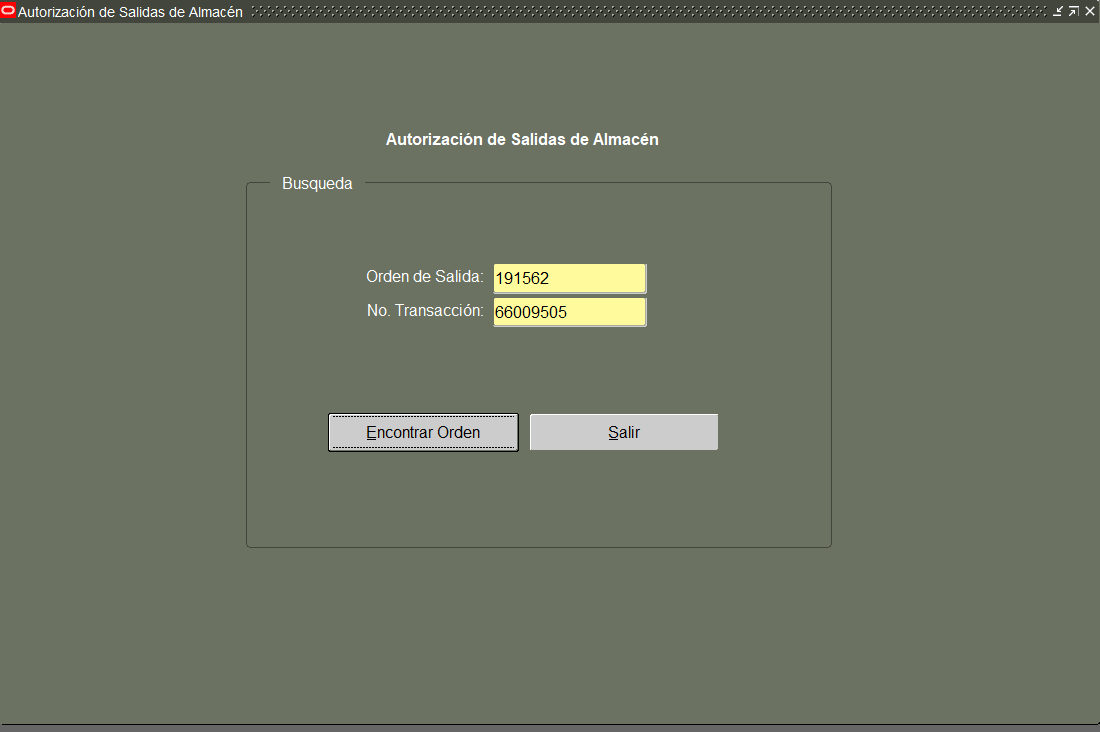 Autorización de Salidas de Almacén
Autorización de Salidas de Almacén
Busqueda
Orden de Salida: 191562
No. Transacción: 66009505
Encontrar Orden Salir